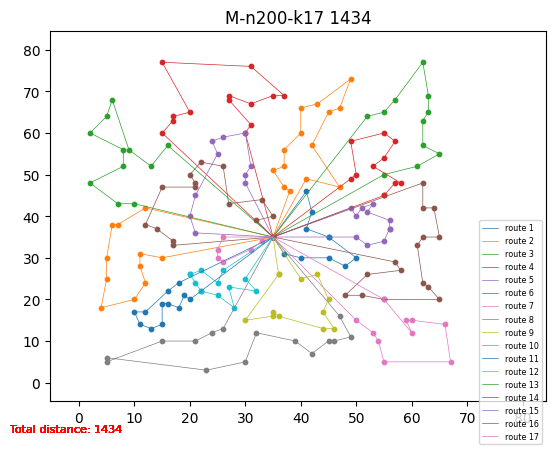 M-n200-k17 1434
80
70
60
50
40
30
20
10
0
0
10
20
30
40
50
60
70
80
route 1
route 2
route 3
route 4
route 5
route 6
route 7
route 8
route 9
route 10
route 11
route 12
route 13
route 14
route 15
route 16
route 17
Total distance: 1434